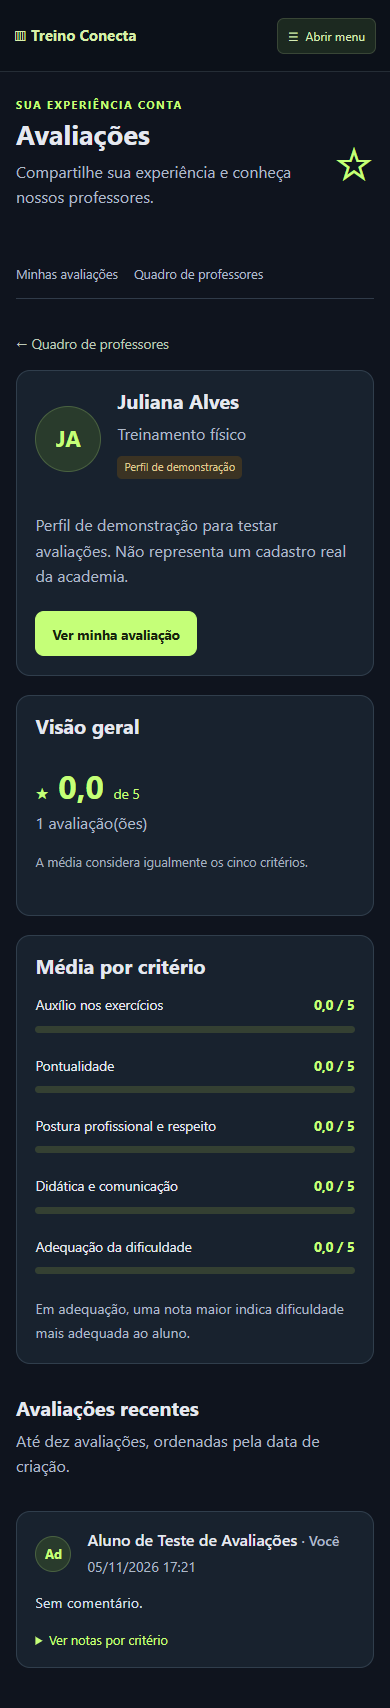 Treino Conecta
☰ Abrir menu
SUA EXPERIÊNCIA CONTA
Avaliações
Compartilhe sua experiência e conheça
nossos professores.
Minhas avaliações
Quadro de professores
← Quadro de professores
JA
Juliana Alves
Treinamento físico
Perfil de demonstração
Perfil de demonstração para testar
avaliações. Não representa um cadastro real
da academia.
Ver minha avaliação
Visão geral
★ 0,0 de 5
1 avaliação(ões)
A média considera igualmente os cinco critérios.
Média por critério
Auxílio nos exercícios 0,0 / 5
Pontualidade 0,0 / 5
Postura profissional e respeito 0,0 / 5
Didática e comunicação 0,0 / 5
Adequação da dificuldade 0,0 / 5
Em adequação, uma nota maior indica dificuldade
mais adequada ao aluno.
Avaliações recentes
Até dez avaliações, ordenadas pela data de
criação.
Ad
Aluno de Teste de Avaliações · Você
05/11/2026 17:21
Sem comentário.
▶ Ver notas por critério